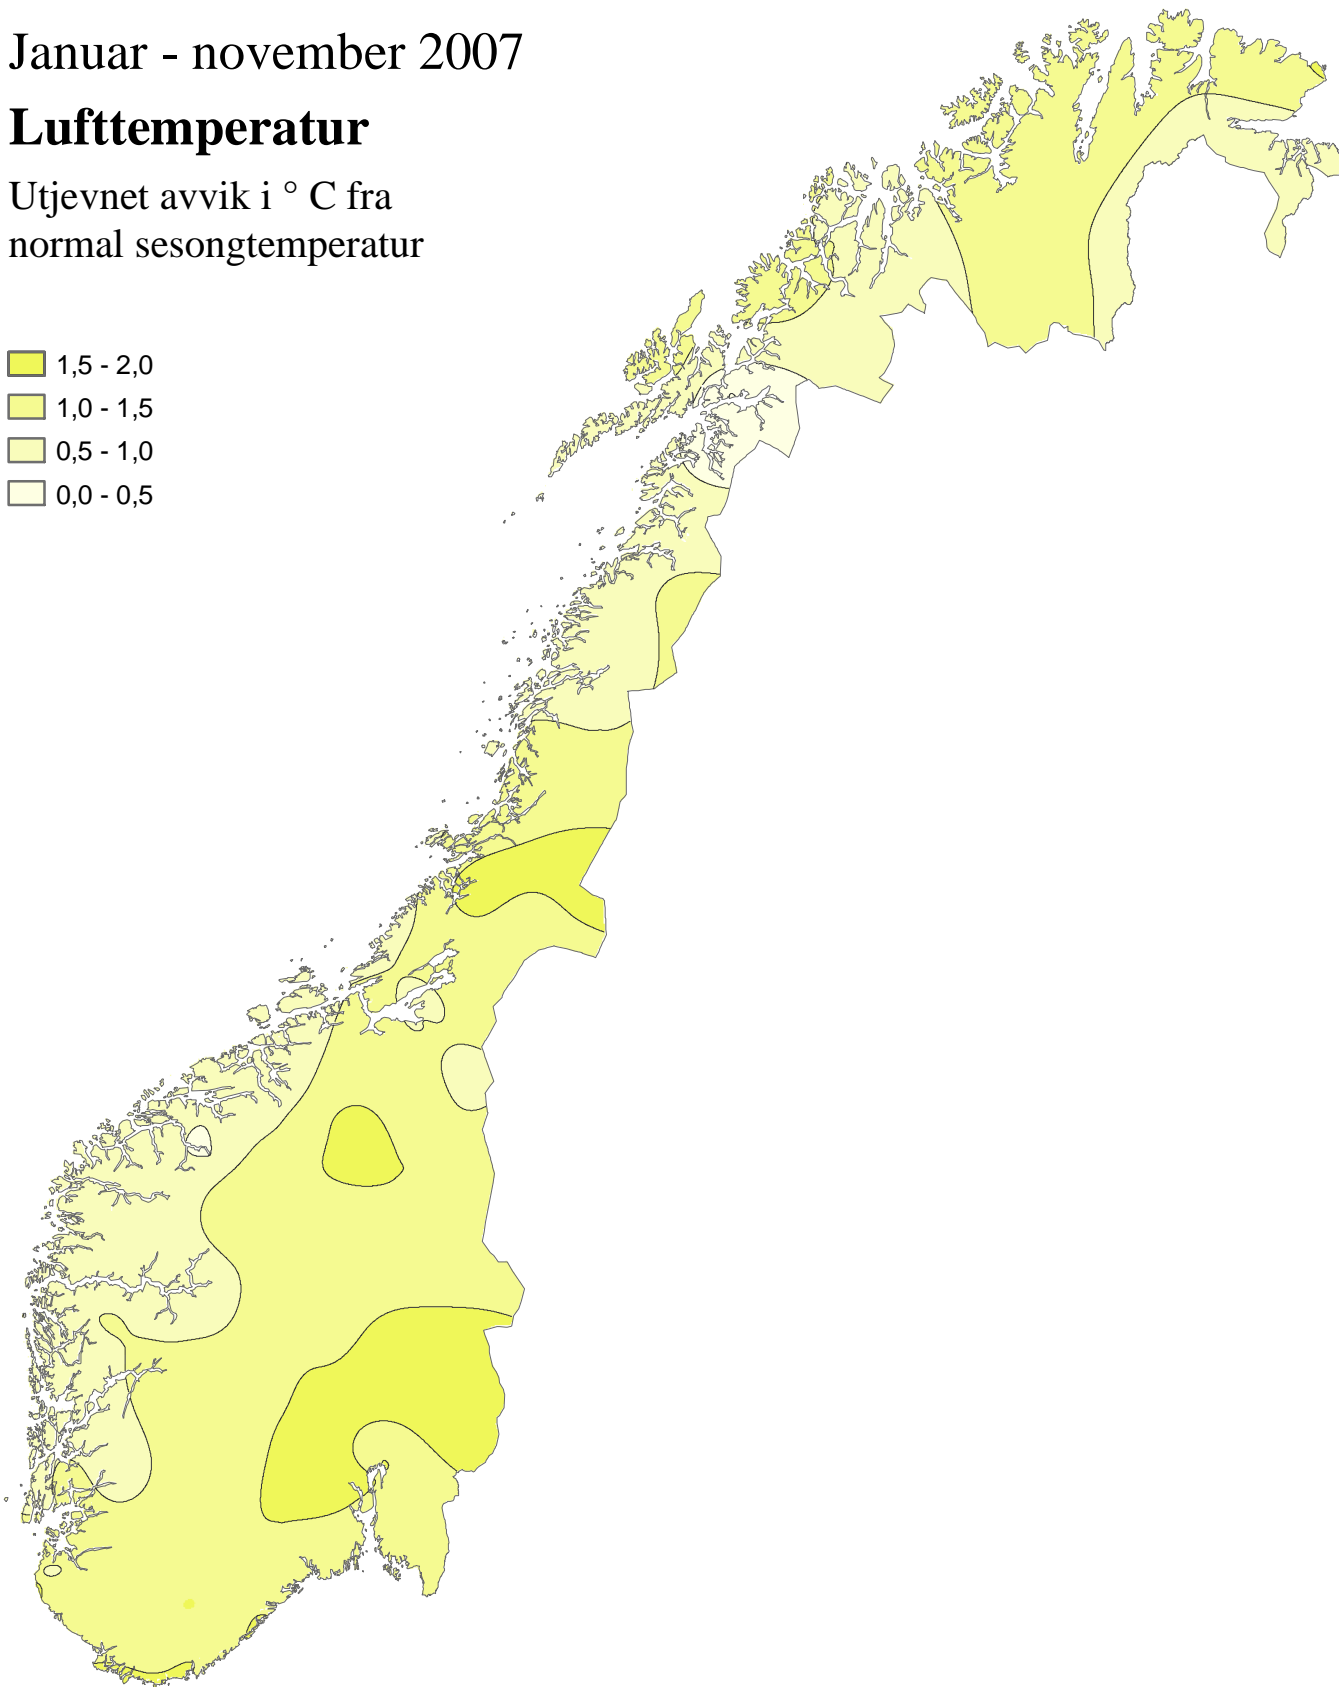 Januar - november 2007
Lufttemperatur
Utjevnet avvik i ° C fra
normal sesongtemperatur
1,5 - 2,0
1,0 - 1,5
0,5 - 1,0
0,0 - 0,5